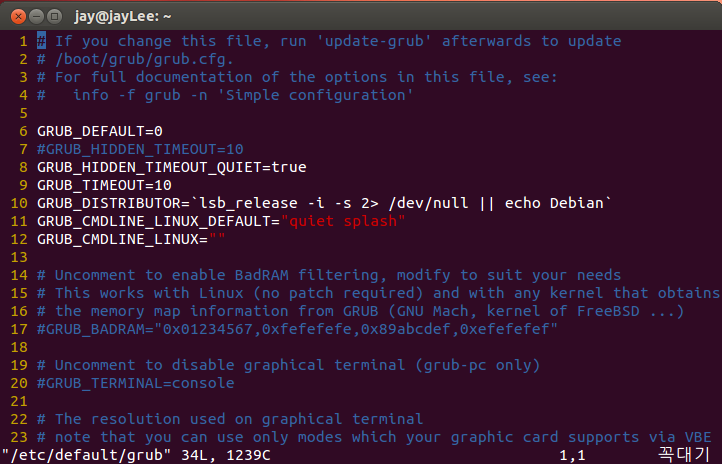 jay@jayLee: ~
1 # If you change this file, run 'update-grub' afterwards to update
2 # /boot/grub/grub.cfg.
3 # For full documentation of the options in this file, see:
4 #   info -f grub -n 'Simple configuration'
5
6 GRUB_DEFAULT=0
7 #GRUB_HIDDEN_TIMEOUT=10
8 GRUB_HIDDEN_TIMEOUT_QUIET=true
9 GRUB_TIMEOUT=10
10 GRUB_DISTRIBUTOR=`lsb_release -i -s 2> /dev/null || echo Debian`
11 GRUB_CMDLINE_LINUX_DEFAULT="quiet splash"
12 GRUB_CMDLINE_LINUX=""
13
14 # Uncomment to enable BadRAM filtering, modify to suit your needs
15 # This works with Linux (no patch required) and with any kernel that obtains
16 # the memory map information from GRUB (GNU Mach, kernel of FreeBSD ...)
17 #GRUB_BADRAM="0x01234567,0xfefefefe,0x89abcdef,0xefefefef"
18
19 # Uncomment to disable graphical terminal (grub-pc only)
20 #GRUB_TERMINAL=console
21
22 # The resolution used on graphical terminal
23 # note that you can use only modes which your graphic card supports via VBE
"/etc/default/grub" 34L, 1239C 1,1 꼭대기